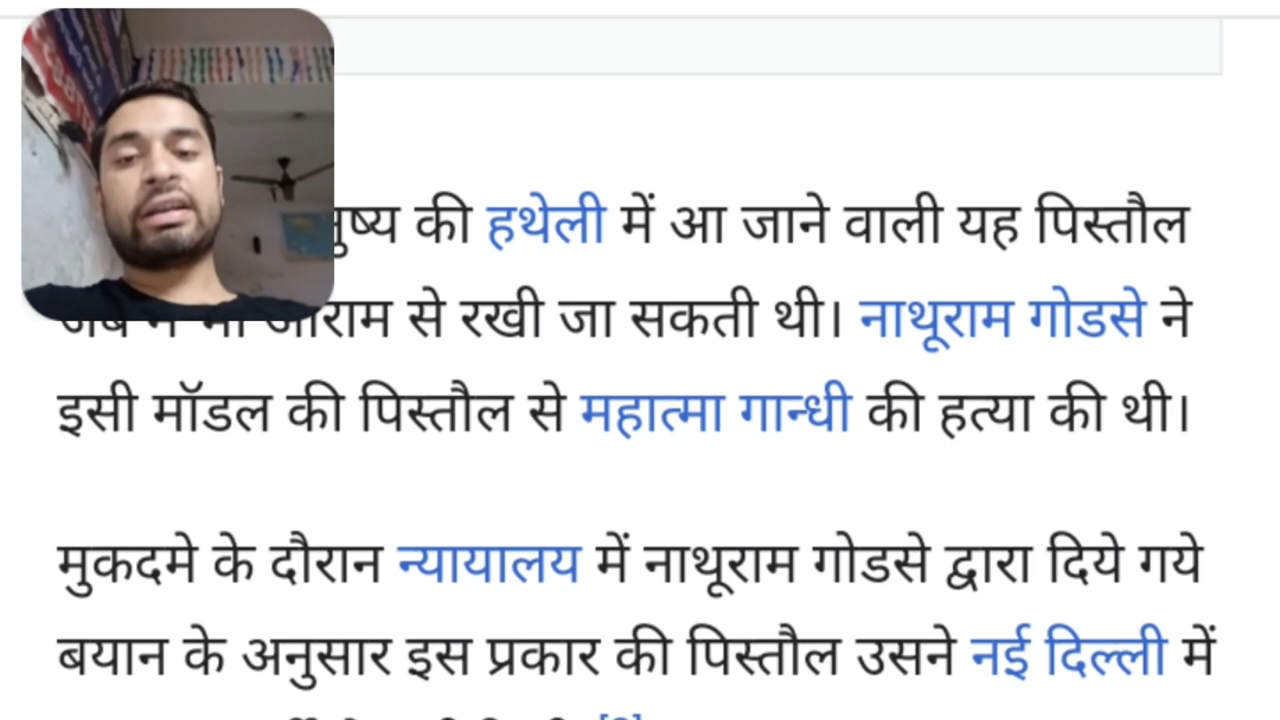 की हथेली में आ जाने वाली यह पिस्तौल
से रखी जा सकती थी। नाथूराम गोडसे ने
इसी मॉडल की पिस्तौल से महात्मा गान्धी की हत्या की थी।
मुकदमे के दौरान न्यायालय में नाथूराम गोडसे द्वारा दिये गये
बयान के अनुसार इस प्रकार की पिस्तौल उसने नई दिल्ली में